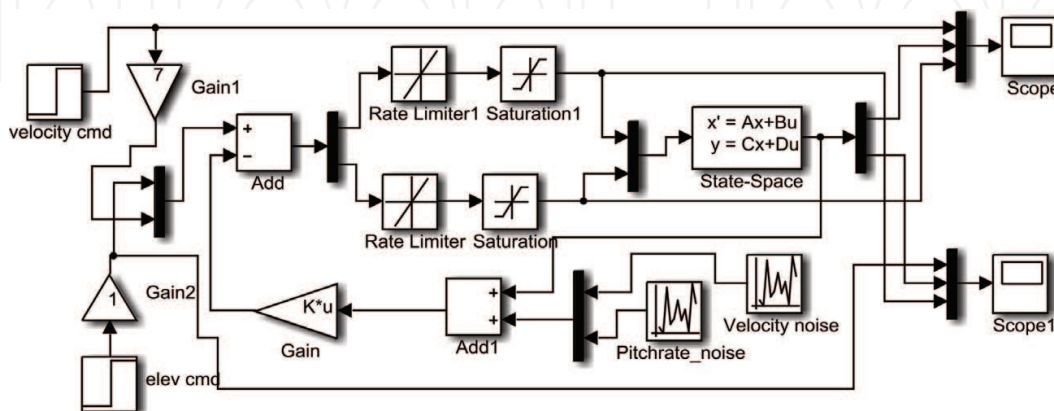 7
Gain1
velocity cmd
Rate Limiter1
Saturation1
Scope
+
−
Add
x' = Ax+Bu
y = Cx+Du
State-Space
Rate Limiter
Saturation
1
Gain2
K*u
Gain
+
+
Add1
Velocity noise
Pitchrate_noise
Scope1
elev cmd